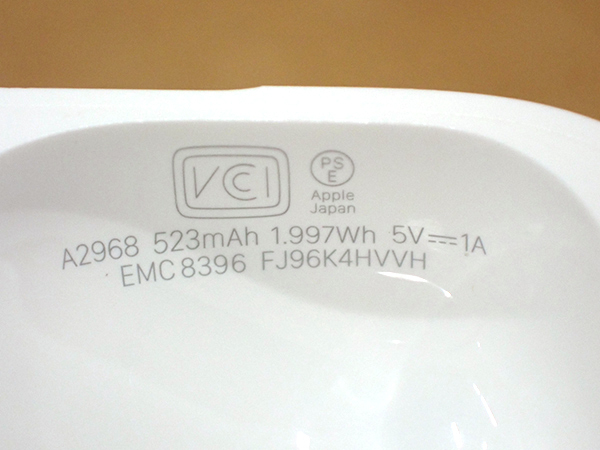 VCI
PS
E
Apple
Japan
A2968 523mAh 1.997Wh 5V⎓1A
EMC 8396 FJ96K4HVVH